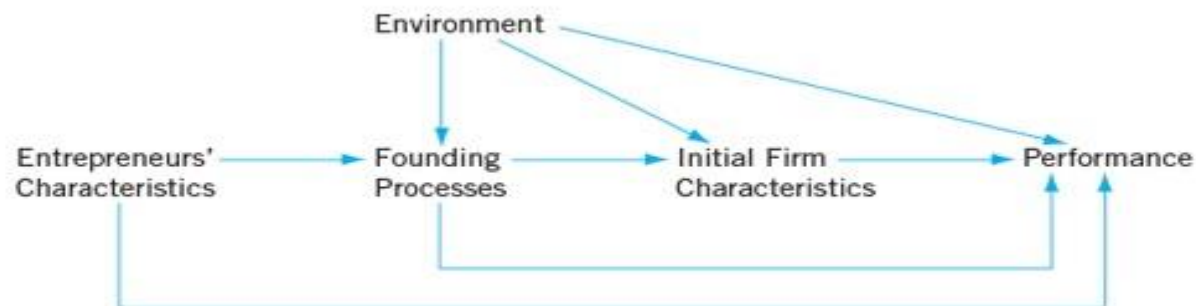 Environment
Entrepreneurs' Founding Initial Firm Performance
Characteristics Processes Characteristics